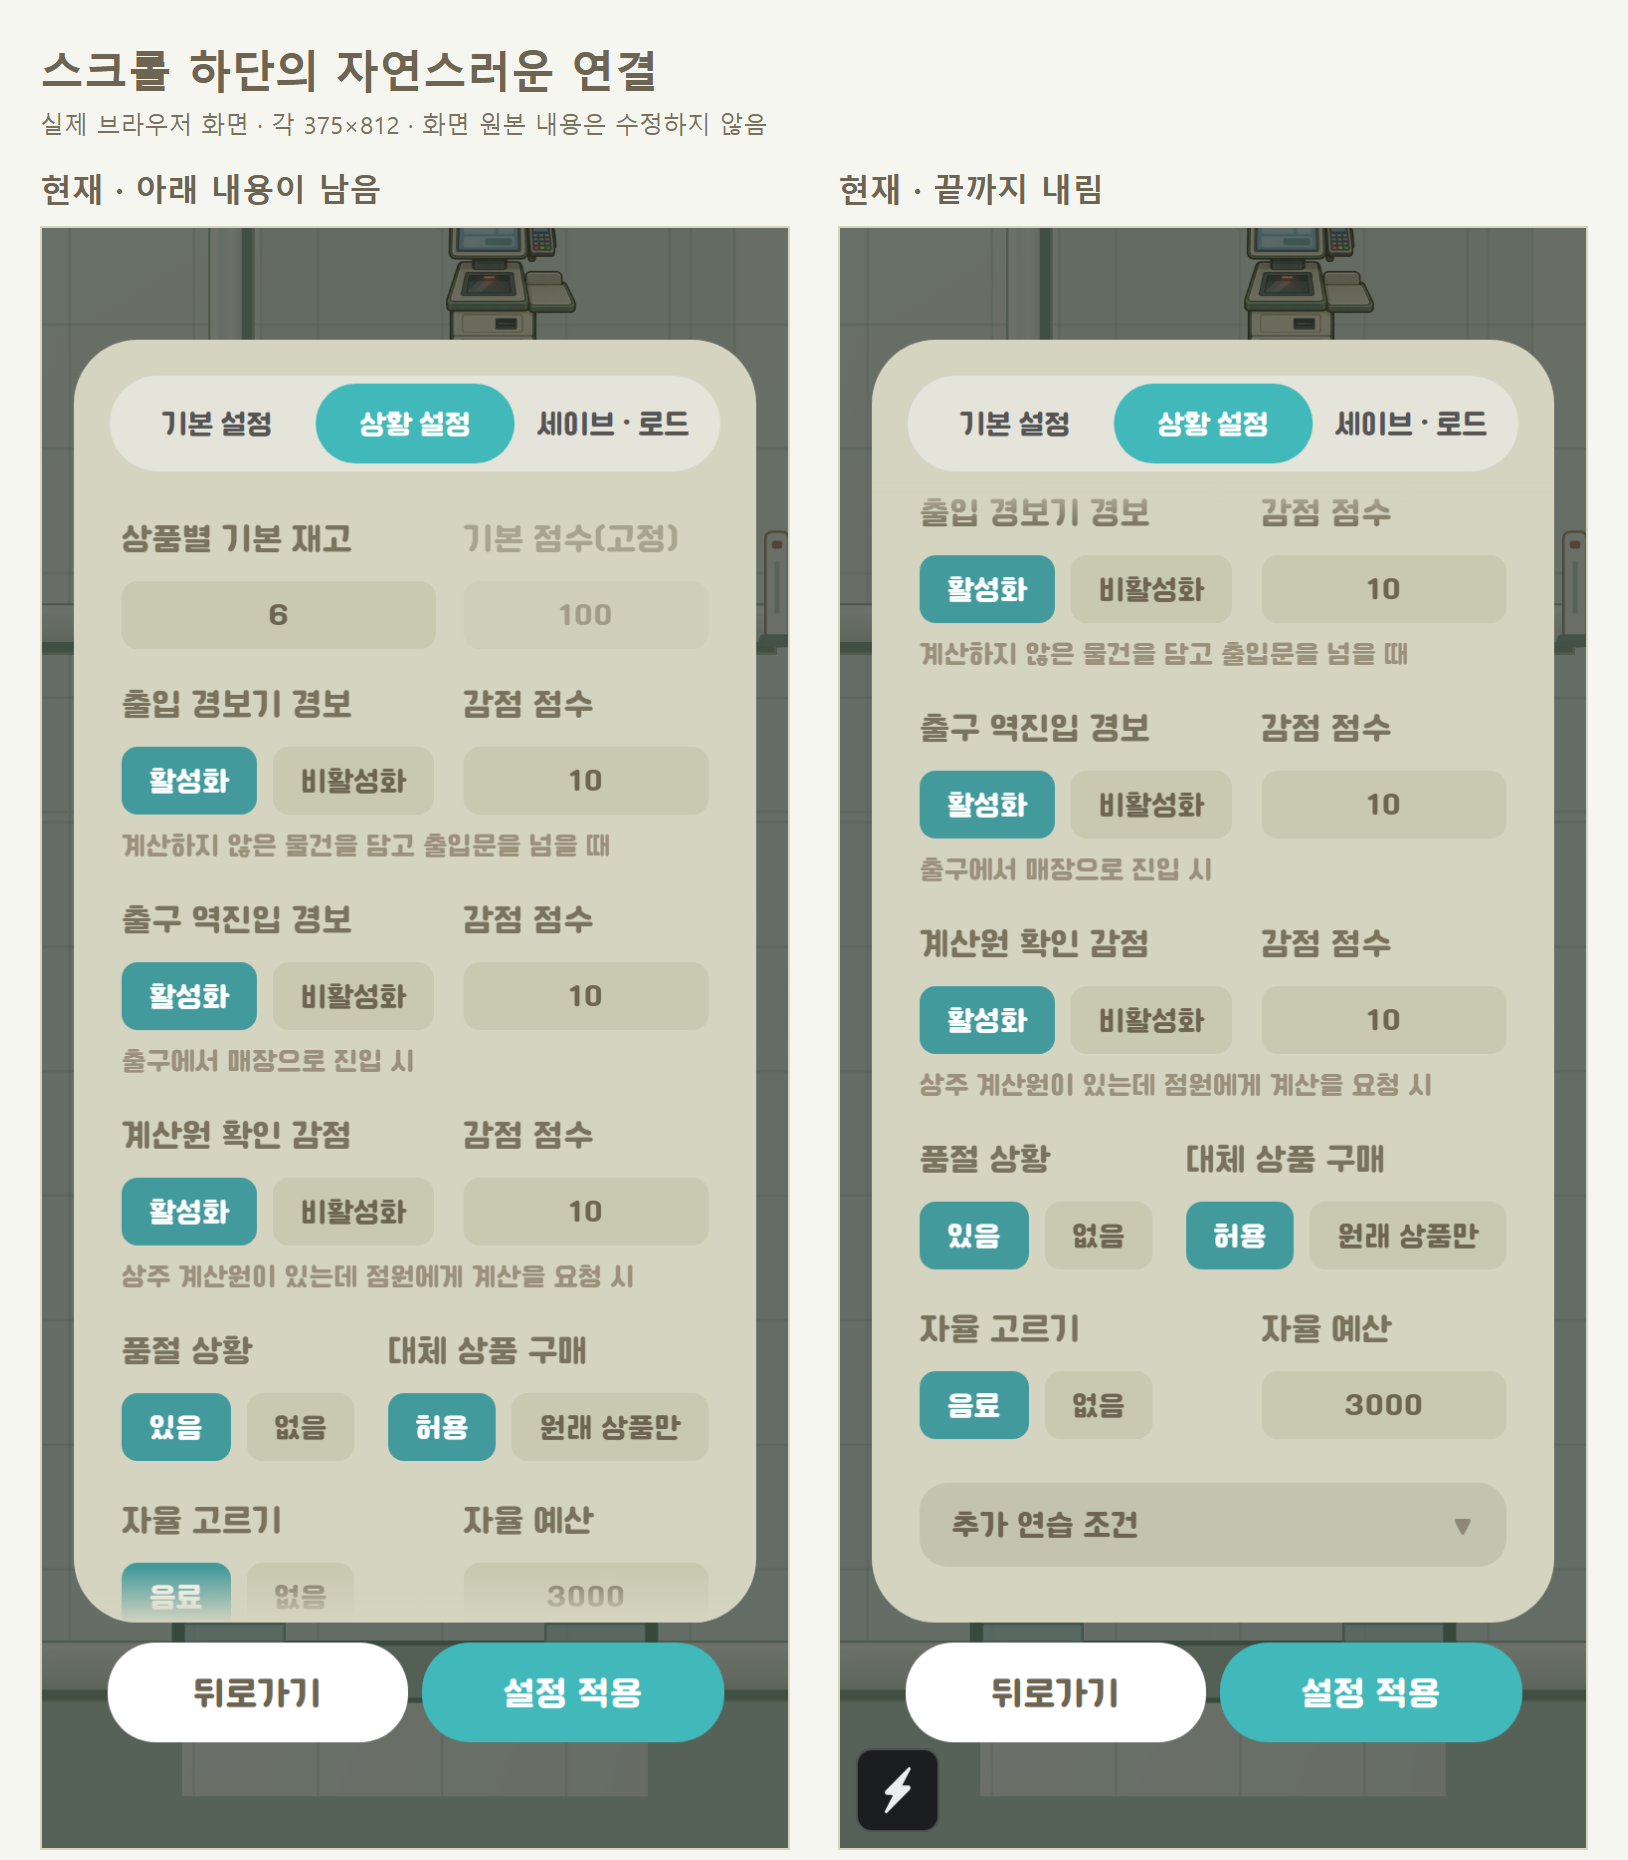 스크롤 하단의 자연스러운 연결
실제 브라우저 화면 · 각 375×812 · 화면 원본 내용은 수정하지 않음
현재 · 아래 내용이 남음
기본 설정 상황 설정 세이브 · 로드
상품별 기본 재고 기본 점수(고정)
6 100
출입 경보기 경보 감점 점수
활성화 비활성화 10
계산하지 않은 물건을 담고 출입문을 넘을 때
출구 역진입 경보 감점 점수
활성화 비활성화 10
출구에서 매장으로 진입 시
계산원 확인 감점 감점 점수
활성화 비활성화 10
상주 계산원이 있는데 점원에게 계산을 요청 시
품절 상황 대체 상품 구매
있음 없음 허용 원래 상품만
자율 고르기 자율 예산
음료 없음 3000
뒤로가기 설정 적용
현재 · 끝까지 내림
기본 설정 상황 설정 세이브 · 로드
출입 경보기 경보 감점 점수
활성화 비활성화 10
계산하지 않은 물건을 담고 출입문을 넘을 때
출구 역진입 경보 감점 점수
활성화 비활성화 10
출구에서 매장으로 진입 시
계산원 확인 감점 감점 점수
활성화 비활성화 10
상주 계산원이 있는데 점원에게 계산을 요청 시
품절 상황 대체 상품 구매
있음 없음 허용 원래 상품만
자율 고르기 자율 예산
음료 없음 3000
추가 연습 조건
뒤로가기 설정 적용